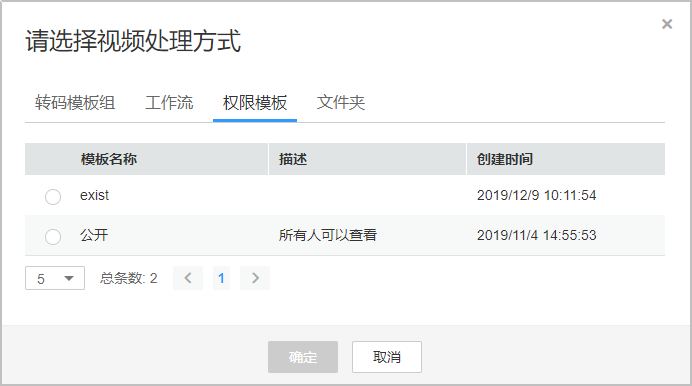 请选择视频处理方式
×
转码模板组 工作流 权限模板 文件夹
模板名称 描述 创建时间
exist 2019/12/9 10:11:54
公开 所有人可以查看 2019/11/4 14:55:53
5 总条数: 2 1
确定 取消